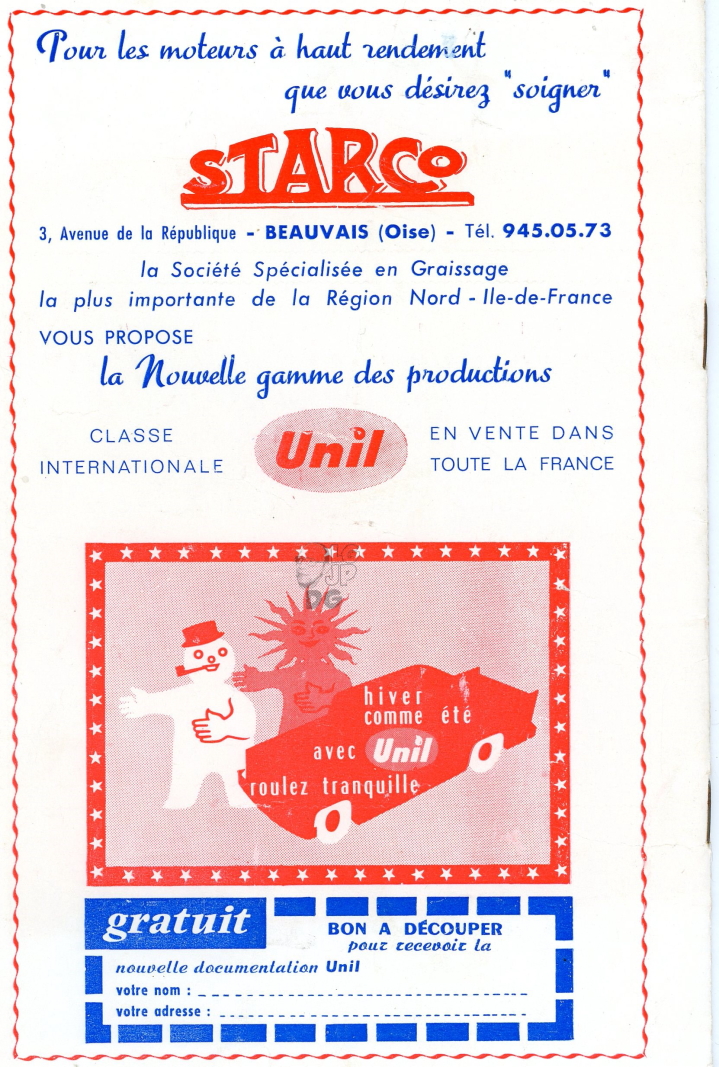 Pour les moteurs à haut rendement
que vous désirez "soigner"
STARCO
3, Avenue de la République - BEAUVAIS (Oise) - Tél. 945.05.73
la Société Spécialisée en Graissage
la plus importante de la Région Nord - Ile-de-France
VOUS PROPOSE
la Nouvelle gamme des productions
CLASSE
INTERNATIONALE
Unil
EN VENTE DANS
TOUTE LA FRANCE
JP
DG
hiver
comme été
avec Unil
roulez tranquille
gratuit
BON A DÉCOUPER
pour recevoir la
nouvelle documentation Unil
votre nom :
votre adresse :